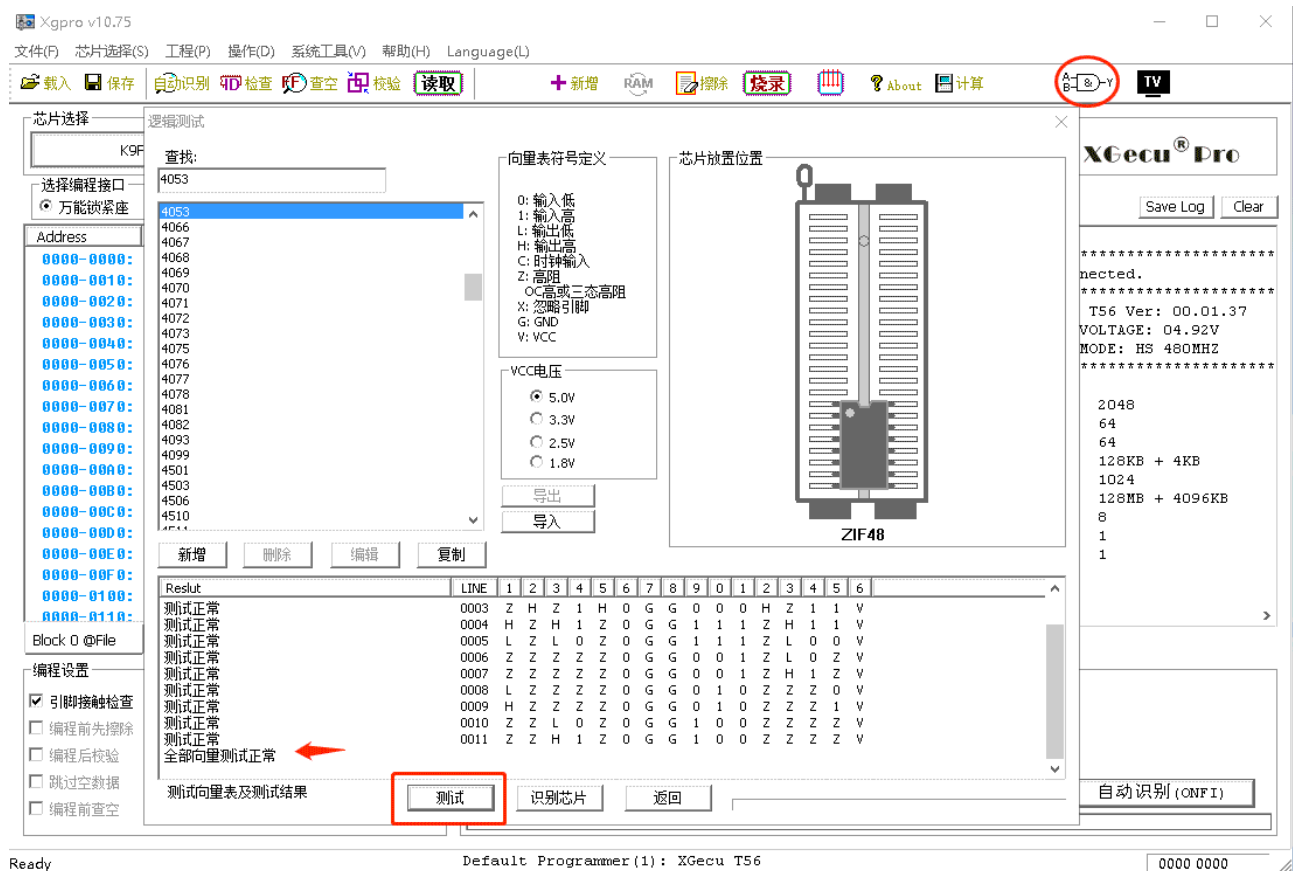 Xgpro v10.75
文件(F) 芯片选择(S) 工程(P) 操作(D) 系统工具(V) 帮助(H) Language(L)
载入 保存 自动识别 ID 检查 查空 校验 读取 新增 RAM 擦除 烧录 About 计算 A B & Y TV
芯片选择
K9F
选择编程接口
万能锁紧座
Address
0000-0000:
0000-0010:
0000-0020:
0000-0030:
0000-0040:
0000-0050:
0000-0060:
0000-0070:
0000-0080:
0000-0090:
0000-00A0:
0000-00B0:
0000-00C0:
0000-00D0:
0000-00E0:
0000-00F0:
0000-0100:
0000-0110:
Block 0 @File
编程设置
引脚接触检查
编程前先擦除
编程后校验
跳过空数据
编程前查空
逻辑测试
查找:
4053
4053
4066
4067
4068
4069
4070
4071
4072
4073
4075
4076
4077
4078
4081
4082
4093
4099
4501
4503
4506
4510
4511
新增 删除 编辑 复制
向量表符号定义
0: 输入低
1: 输入高
L: 输出低
H: 输出高
C: 时钟输入
Z: 高阻
OC高或三态高阻
X: 忽略引脚
G: GND
V: VCC
VCC电压
5.0V
3.3V
2.5V
1.8V
导出
导入
芯片放置位置
ZIF48
Reslut LINE 1 2 3 4 5 6 7 8 9 0 1 2 3 4 5 6
测试正常 0003 Z H Z 1 H 0 G G 0 0 0 H Z 1 1 V
测试正常 0004 H Z H 1 Z 0 G G 1 1 1 Z H 1 1 V
测试正常 0005 L Z L 0 Z 0 G G 1 1 1 Z L 0 0 V
测试正常 0006 Z Z Z Z Z 0 G G 0 0 1 Z L 0 Z V
测试正常 0007 Z Z Z Z Z 0 G G 0 0 1 Z H 1 Z V
测试正常 0008 L Z Z Z Z 0 G G 0 1 0 Z Z Z 0 V
测试正常 0009 H Z Z Z Z 0 G G 0 1 0 Z Z Z 1 V
测试正常 0010 Z Z L 0 Z 0 G G 1 0 0 Z Z Z Z V
测试正常 0011 Z Z H 1 Z 0 G G 1 0 0 Z Z Z Z V
全部向量测试正常
测试向量表及测试结果
测试 识别芯片 返回
XGecu® Pro
Save Log Clear
********************
nected.
********************
T56 Ver: 00.01.37
VOLTAGE: 04.92V
MODE: HS 480MHZ
********************
2048
64
64
128KB + 4KB
1024
128MB + 4096KB
8
1
1
自动识别(ONFI)
Ready
Default Programmer(1): XGecu T56
0000 0000